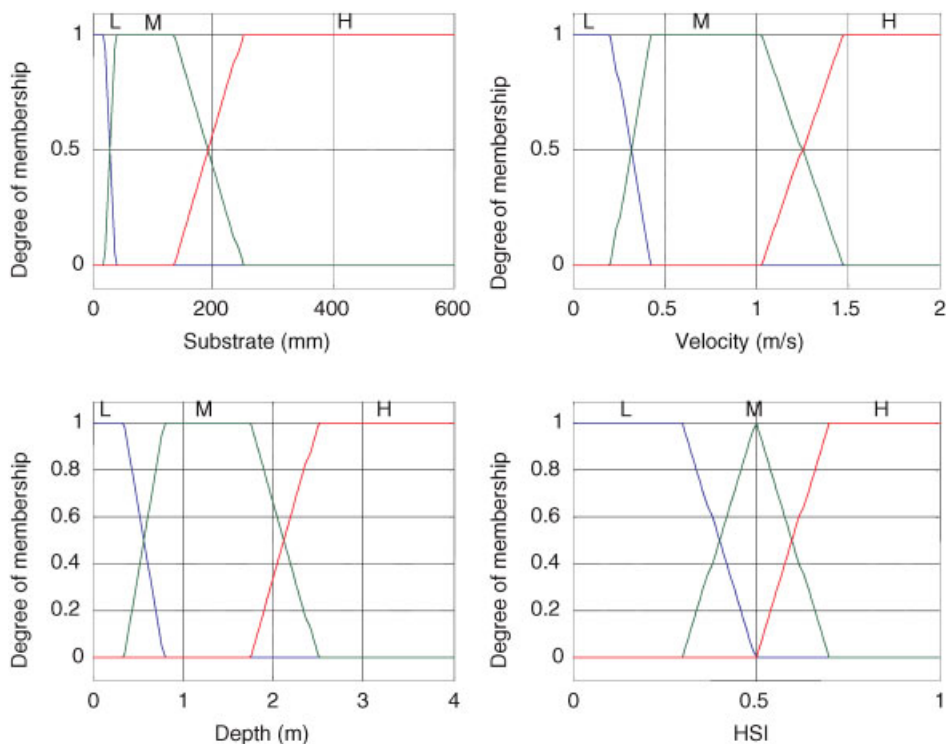 L M H
1
0.5
0
Degree of membership
0 200 400 600
Substrate (mm)
L M H
1
0.5
0
Degree of membership
0 0.5 1 1.5 2
Velocity (m/s)
L M H
1
0.8
0.6
0.4
0.2
0
Degree of membership
0 1 2 3 4
Depth (m)
L M H
1
0.8
0.6
0.4
0.2
0
Degree of membership
0 0.5 1
HSI